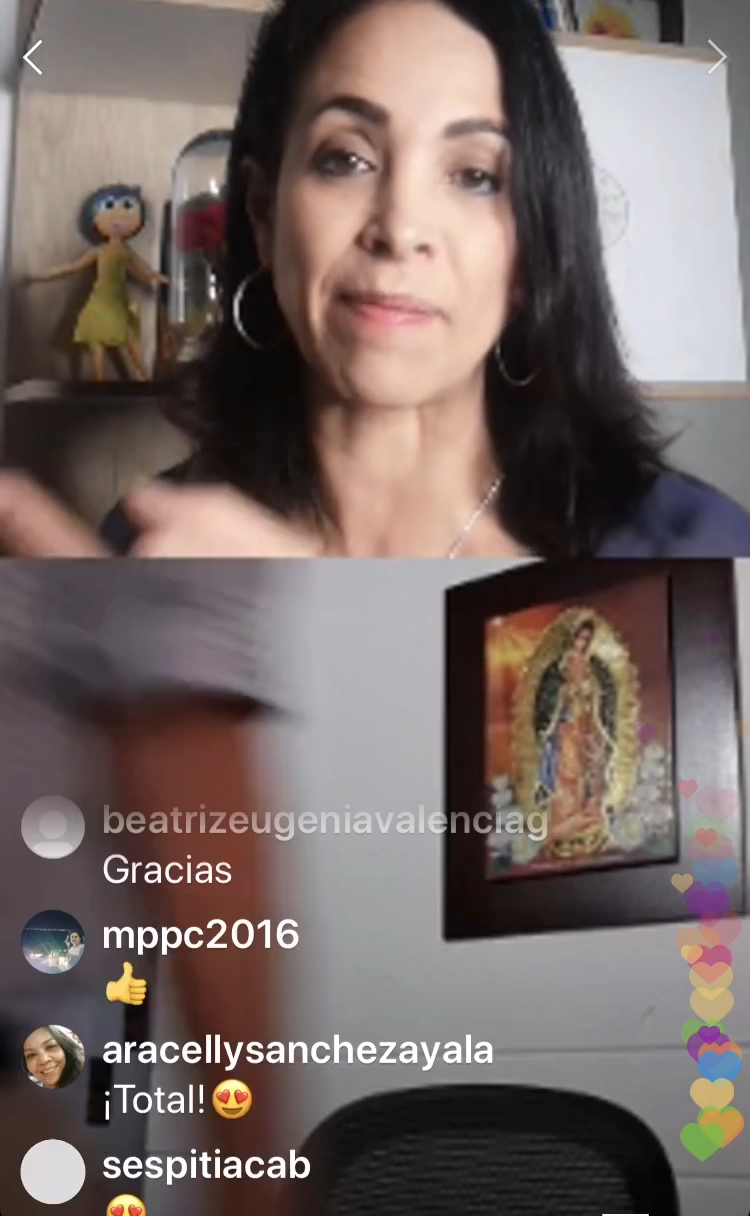 beatrizeugeniavalenciag
Gracias
mppc2016
👍
aracellysanchezayala
¡Total!😍
sespitiacab
😍